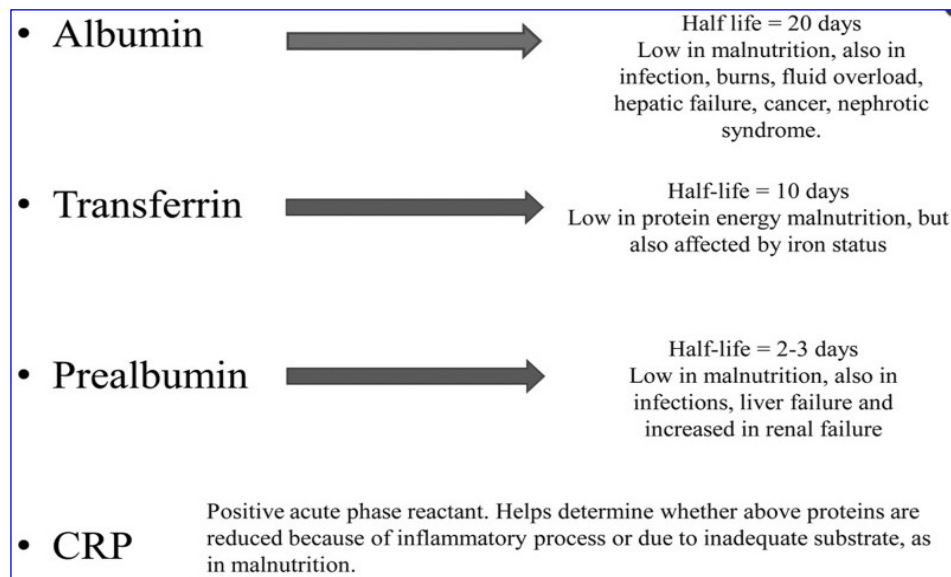 • Albumin
Half life = 20 days
Low in malnutrition, also in
infection, burns, fluid overload,
hepatic failure, cancer, nephrotic
syndrome.
• Transferrin
Half-life = 10 days
Low in protein energy malnutrition, but
also affected by iron status
• Prealbumin
Half-life = 2-3 days
Low in malnutrition, also in
infections, liver failure and
increased in renal failure
• CRP
Positive acute phase reactant. Helps determine whether above proteins are
reduced because of inflammatory process or due to inadequate substrate, as
in malnutrition.